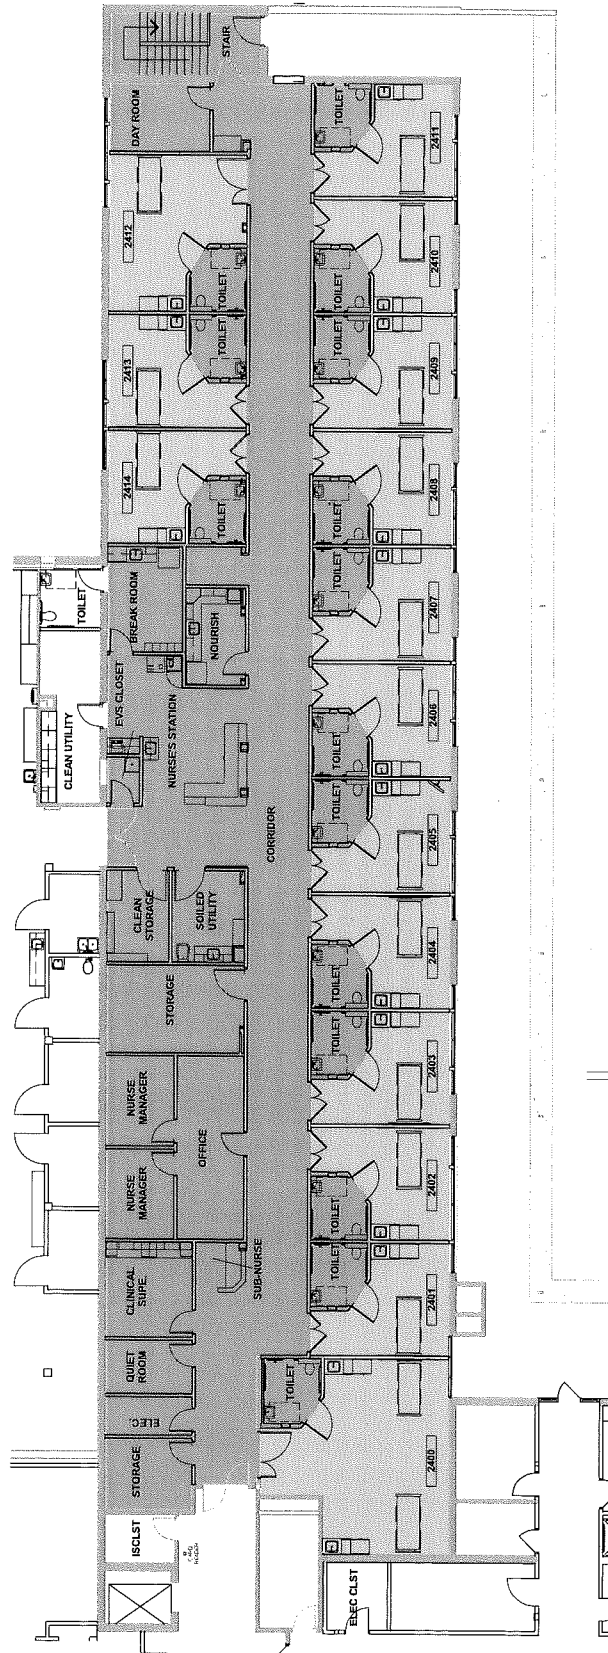 STAIR
DAY ROOM
TOILET
2411
2412
TOILET
TOILET
2410
TOILET
TOILET
2413
2409
2414
TOILET
TOILET
2408
TOILET
BREAK ROOM
TOILET
2407
NOURISH
EVS CLOSET
CLEAN UTILITY
NURSE'S STATION
2406
TOILET
TOILET
CORRIDOR
2405
CLEAN
STORAGE
SOILED
UTILITY
2404
TOILET
STORAGE
TOILET
2403
NURSE
MANAGER
OFFICE
NURSE
MANAGER
2402
TOILET
TOILET
SUB-NURSE
2401
CLINICAL
SUPE.
QUIET
ROOM
TOILET
ELEC.
2400
STORAGE
ISCLST
ELEC CLST